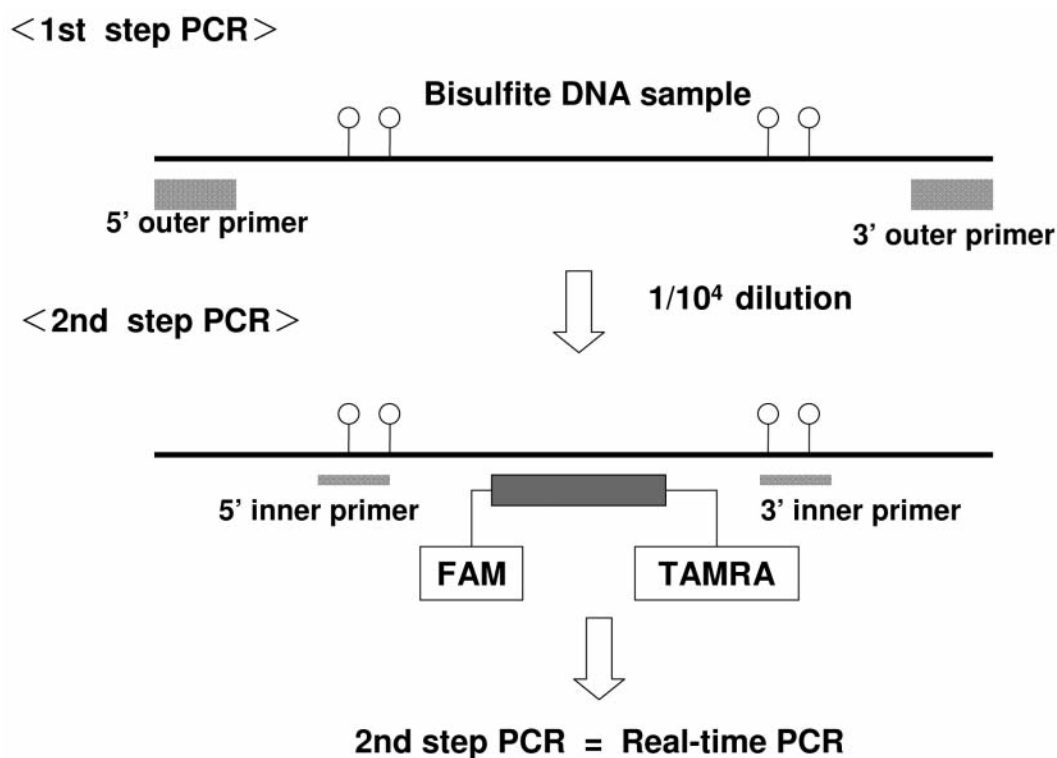 <1st step PCR>
Bisulfite DNA sample
5’ outer primer
3’ outer primer
1/10⁴ dilution
<2nd step PCR>
5’ inner primer
3’ inner primer
FAM
TAMRA
2nd step PCR = Real-time PCR